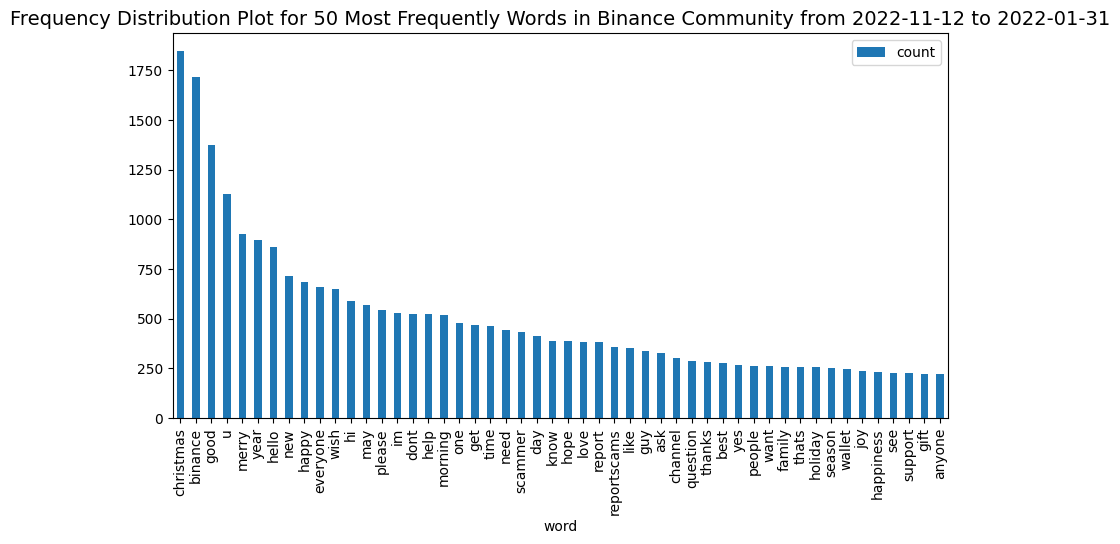 Frequency Distribution Plot for 50 Most Frequently Words in Binance Community from 2022-11-12 to 2022-01-31
count
1750
1500
1250
1000
750
500
250
0
christmas
binance
good
u
merry
year
hello
new
happy
everyone
wish
hi
may
please
im
dont
help
morning
one
get
time
need
scammer
day
know
hope
love
report
reportscams
like
guy
ask
channel
question
thanks
best
yes
people
want
family
thats
holiday
season
wallet
joy
happiness
see
support
gift
anyone
word